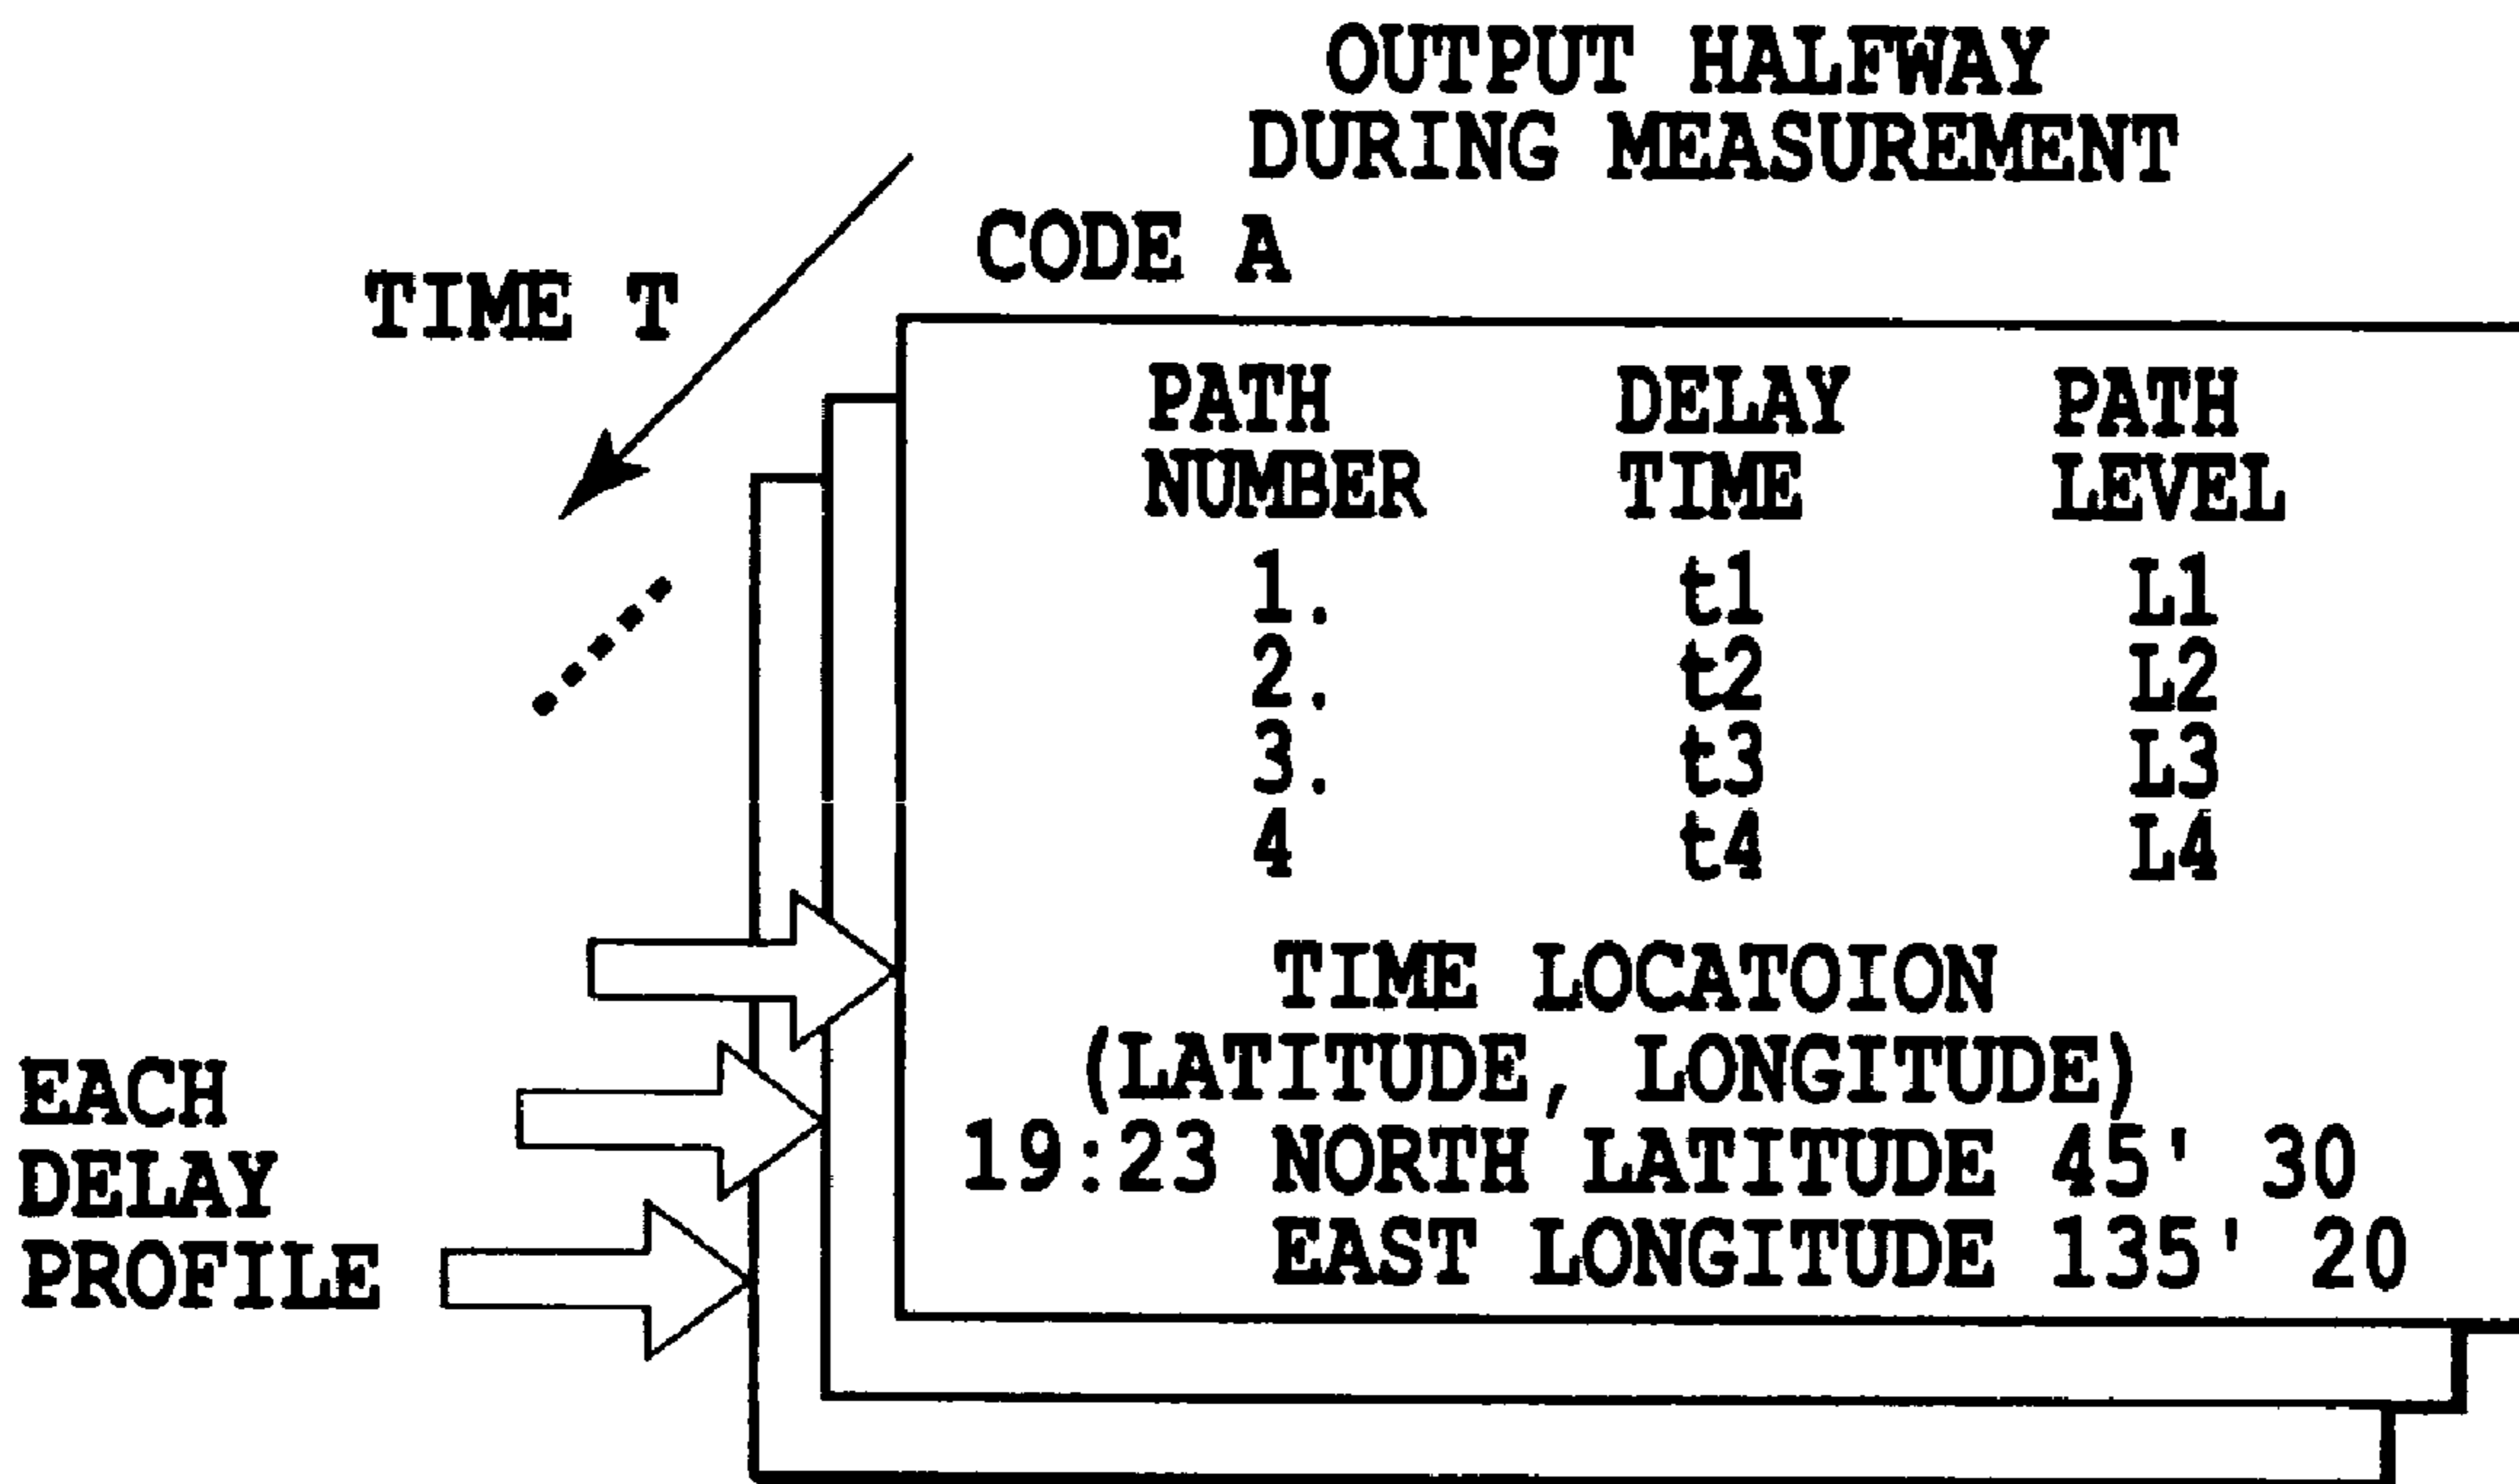 OUTPUT HALFWAY
DURING MEASUREMENT
CODE A
TIME T
PATH DELAY PATH
NUMBER TIME LEVEL
1. t1 L1
2. t2 L2
3. t3 L3
4 t4 L4
TIME LOCATOION
(LATITUDE, LONGITUDE)
19:23 NORTH LATITUDE 45' 30
EAST LONGITUDE 135' 20
EACH
DELAY
PROFILE